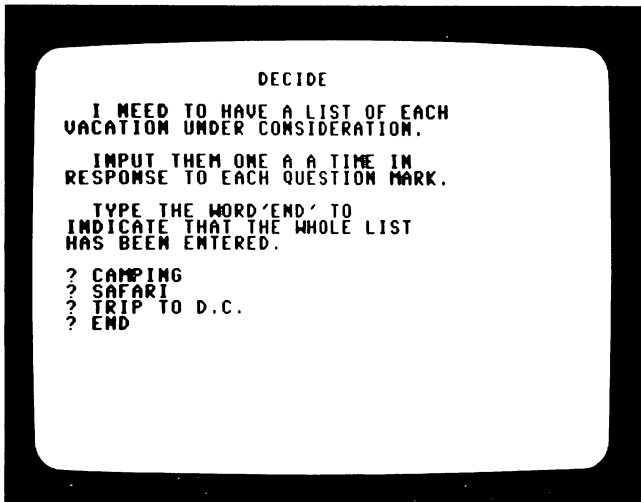 DECIDE
I NEED TO HAVE A LIST OF EACH
VACATION UNDER CONSIDERATION.
INPUT THEM ONE A A TIME IN
RESPONSE TO EACH QUESTION MARK.
TYPE THE WORD'END' TO
INDICATE THAT THE WHOLE LIST
HAS BEEN ENTERED.
? CAMPING
? SAFARI
? TRIP TO D.C.
? END